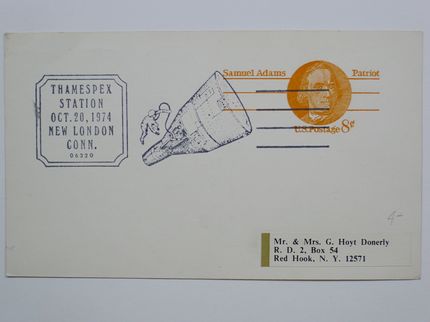 THAMESPEX
STATION
OCT. 20, 1974
NEW LONDON
CONN.
06320
Samuel Adams Patriot
U.S. Postage 8¢
4-
Mr. & Mrs. G. Hoyt Donerly
R. D. 2, Box 54
Red Hook, N. Y. 12571